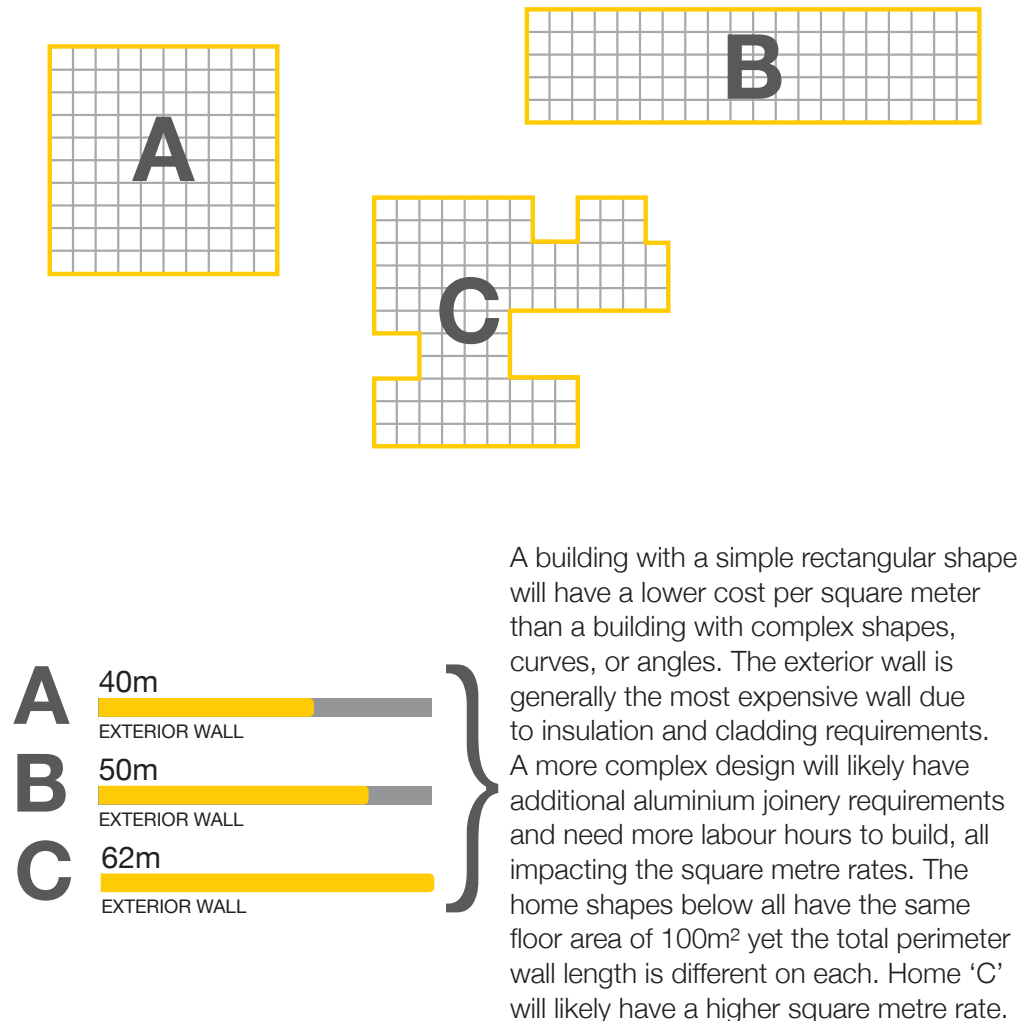 A
B
C
A
40m
EXTERIOR WALL
B
50m
EXTERIOR WALL
C
62m
EXTERIOR WALL
A building with a simple rectangular shape
will have a lower cost per square meter
than a building with complex shapes,
curves, or angles. The exterior wall is
generally the most expensive wall due
to insulation and cladding requirements.
A more complex design will likely have
additional aluminium joinery requirements
and need more labour hours to build, all
impacting the square metre rates. The
home shapes below all have the same
floor area of 100m² yet the total perimeter
wall length is different on each. Home ‘C’
will likely have a higher square metre rate.